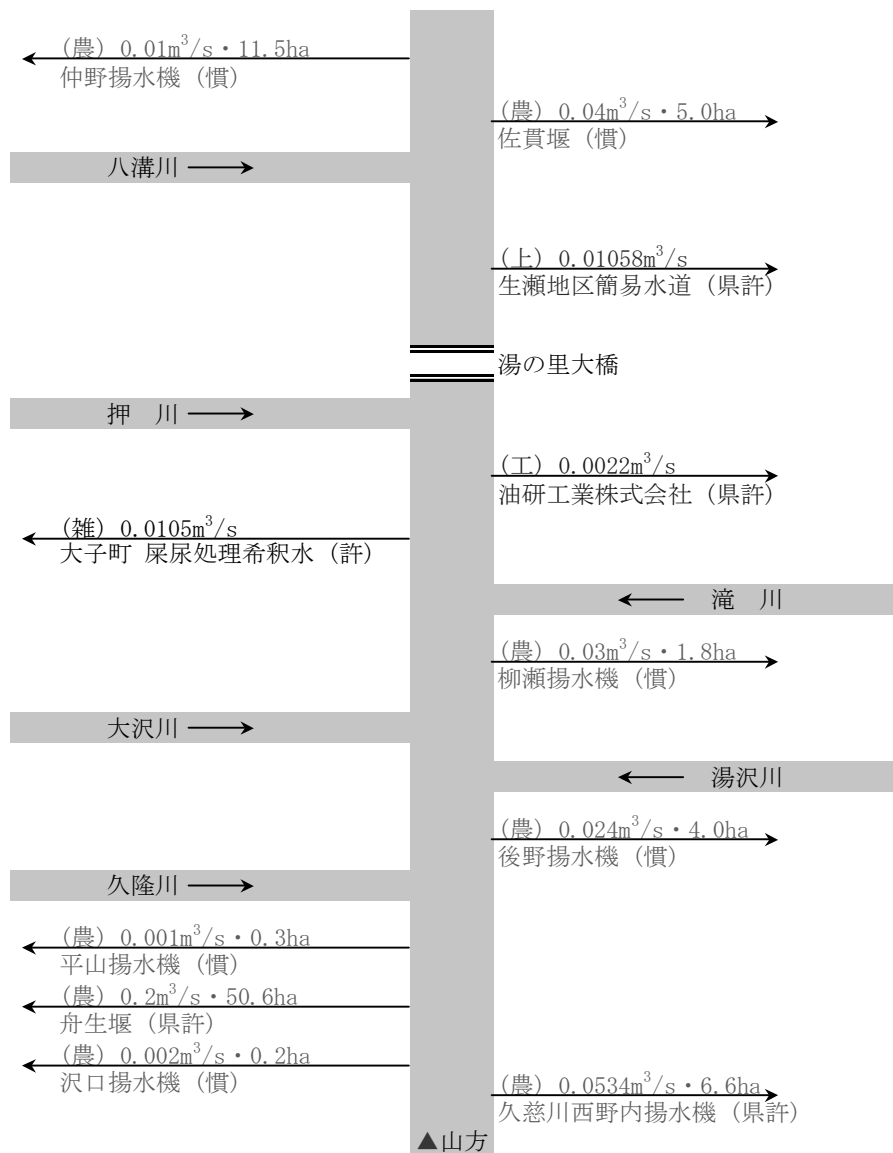 (農) 0.01m³/s・11.5ha
仲野揚水機 (慣)
(農) 0.04m³/s・5.0ha
佐貫堰 (慣)
八溝川
(上) 0.01058m³/s
生瀬地区簡易水道 (県許)
湯の里大橋
押 川
(工) 0.0022m³/s
油研工業株式会社 (県許)
(雑) 0.0105m³/s
大子町 屎尿処理希釈水 (許)
滝 川
(農) 0.03m³/s・1.8ha
柳瀬揚水機 (慣)
大沢川
湯沢川
(農) 0.024m³/s・4.0ha
後野揚水機 (慣)
久隆川
(農) 0.001m³/s・0.3ha
平山揚水機 (慣)
(農) 0.2m³/s・50.6ha
舟生堰 (県許)
(農) 0.002m³/s・0.2ha
沢口揚水機 (慣)
(農) 0.0534m³/s・6.6ha
久慈川西野内揚水機 (県許)
▲山方